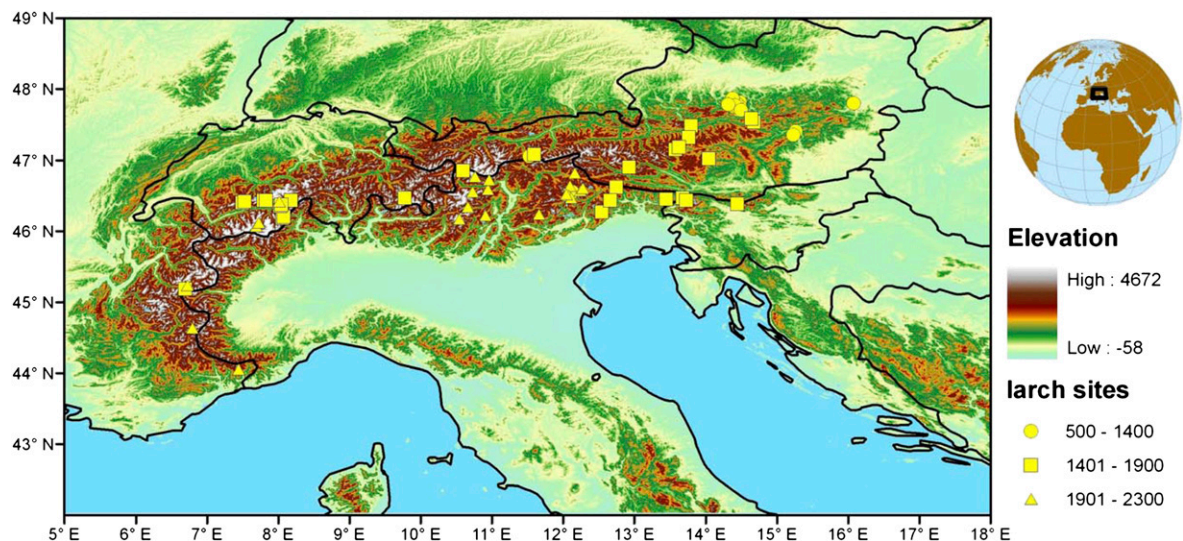 49° N
48° N
47° N
46° N
45° N
44° N
43° N
5° E 6° E 7° E 8° E 9° E 10° E 11° E 12° E 13° E 14° E 15° E 16° E 17° E 18° E
Elevation
High : 4672
Low : -58
larch sites
500 - 1400
1401 - 1900
1901 - 2300